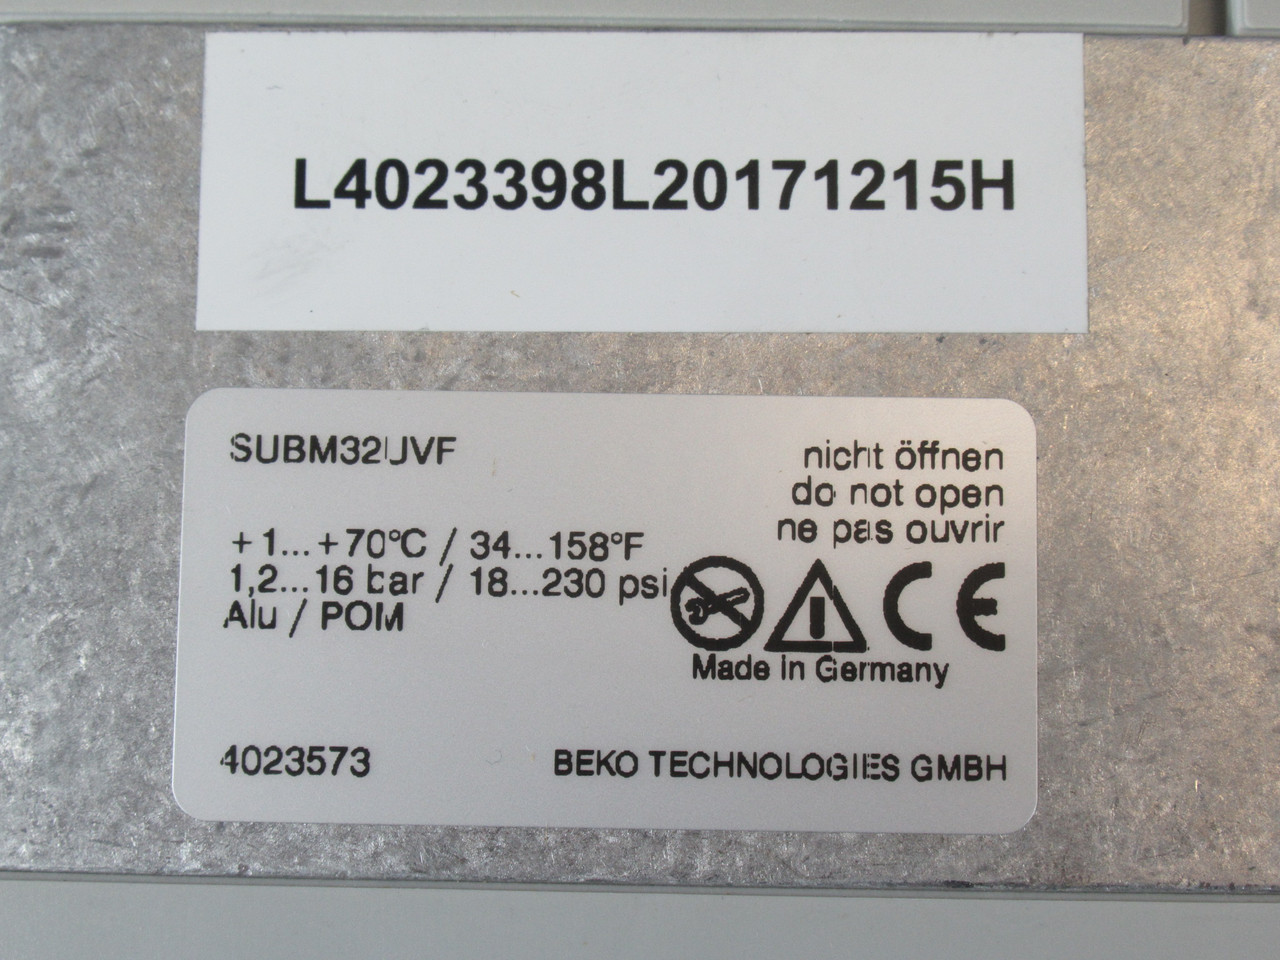 L4023398L20171215H
SUBM32UVF
nicht öffnen
do not open
ne pas ouvrir
+1...+70°C / 34...158°F
1,2...16 bar / 18...230 psi
Alu / POM
CE
Made in Germany
4023573
BEKO TECHNOLOGIES GMBH